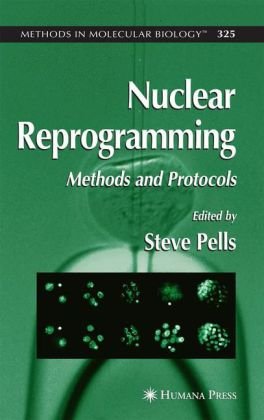 METHODS IN MOLECULAR BIOLOGY™ 325
Nuclear
Reprogramming
Methods and Protocols
Edited by
Steve Pells
HUMANA PRESS